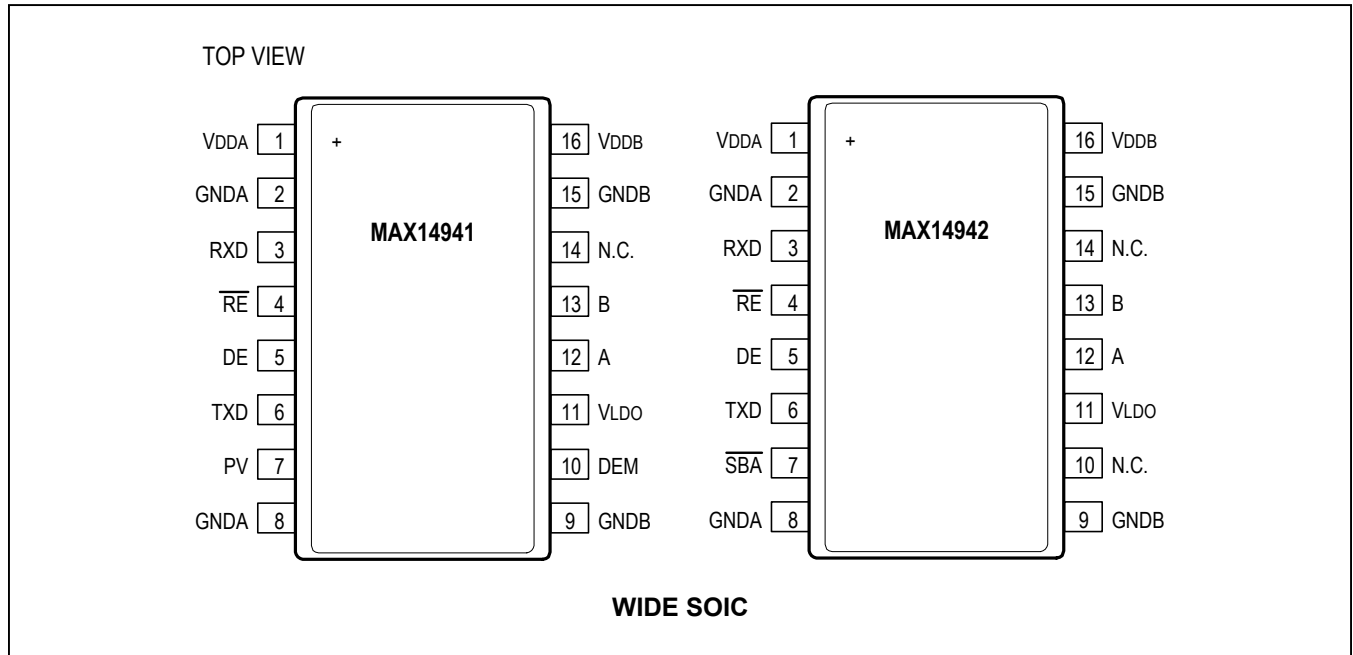 TOP VIEW
VDDA 1 + 16 VDDB
GNDA 2 15 GNDB
MAX14941
RXD 3 14 N.C.
R̅E̅ 4 13 B
DE 5 12 A
TXD 6 11 VLDO
PV 7 10 DEM
GNDA 8 9 GNDB
VDDA 1 + 16 VDDB
GNDA 2 15 GNDB
MAX14942
RXD 3 14 N.C.
R̅E̅ 4 13 B
DE 5 12 A
TXD 6 11 VLDO
S̅B̅A̅ 7 10 N.C.
GNDA 8 9 GNDB
WIDE SOIC